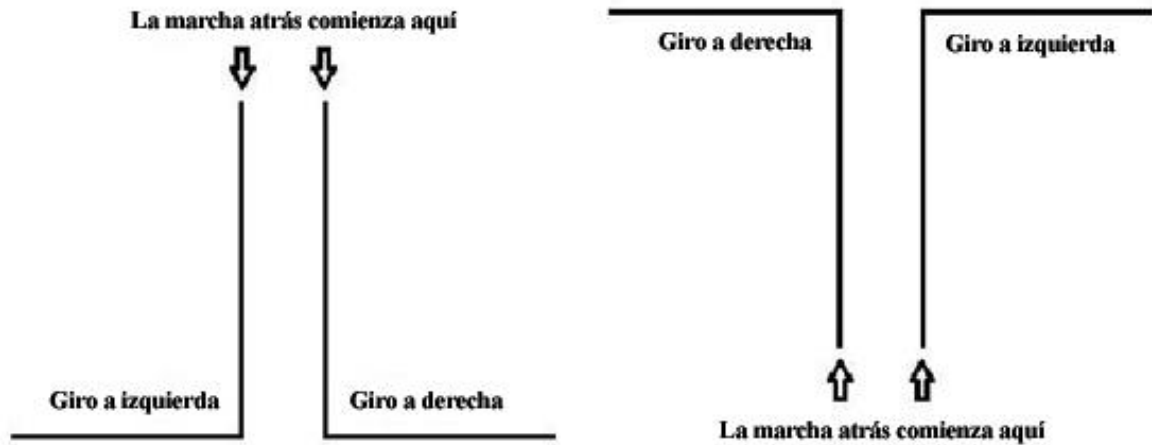 La marcha atrás comienza aquí
Giro a izquierda
Giro a derecha
Giro a derecha
Giro a izquierda
La marcha atrás comienza aquí